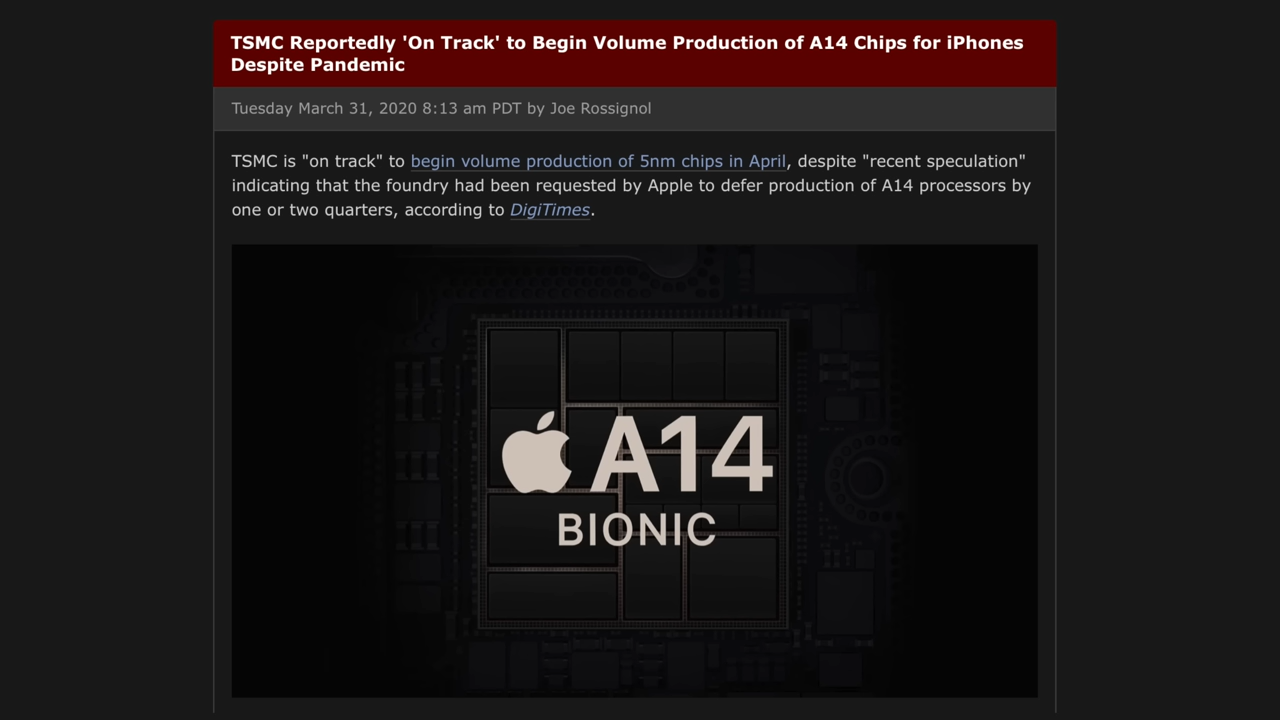 TSMC Reportedly 'On Track' to Begin Volume Production of A14 Chips for iPhones
Despite Pandemic
Tuesday March 31, 2020 8:13 am PDT by Joe Rossignol
TSMC is "on track" to begin volume production of 5nm chips in April, despite "recent speculation"
indicating that the foundry had been requested by Apple to defer production of A14 processors by
one or two quarters, according to DigiTimes.
A14
BIONIC